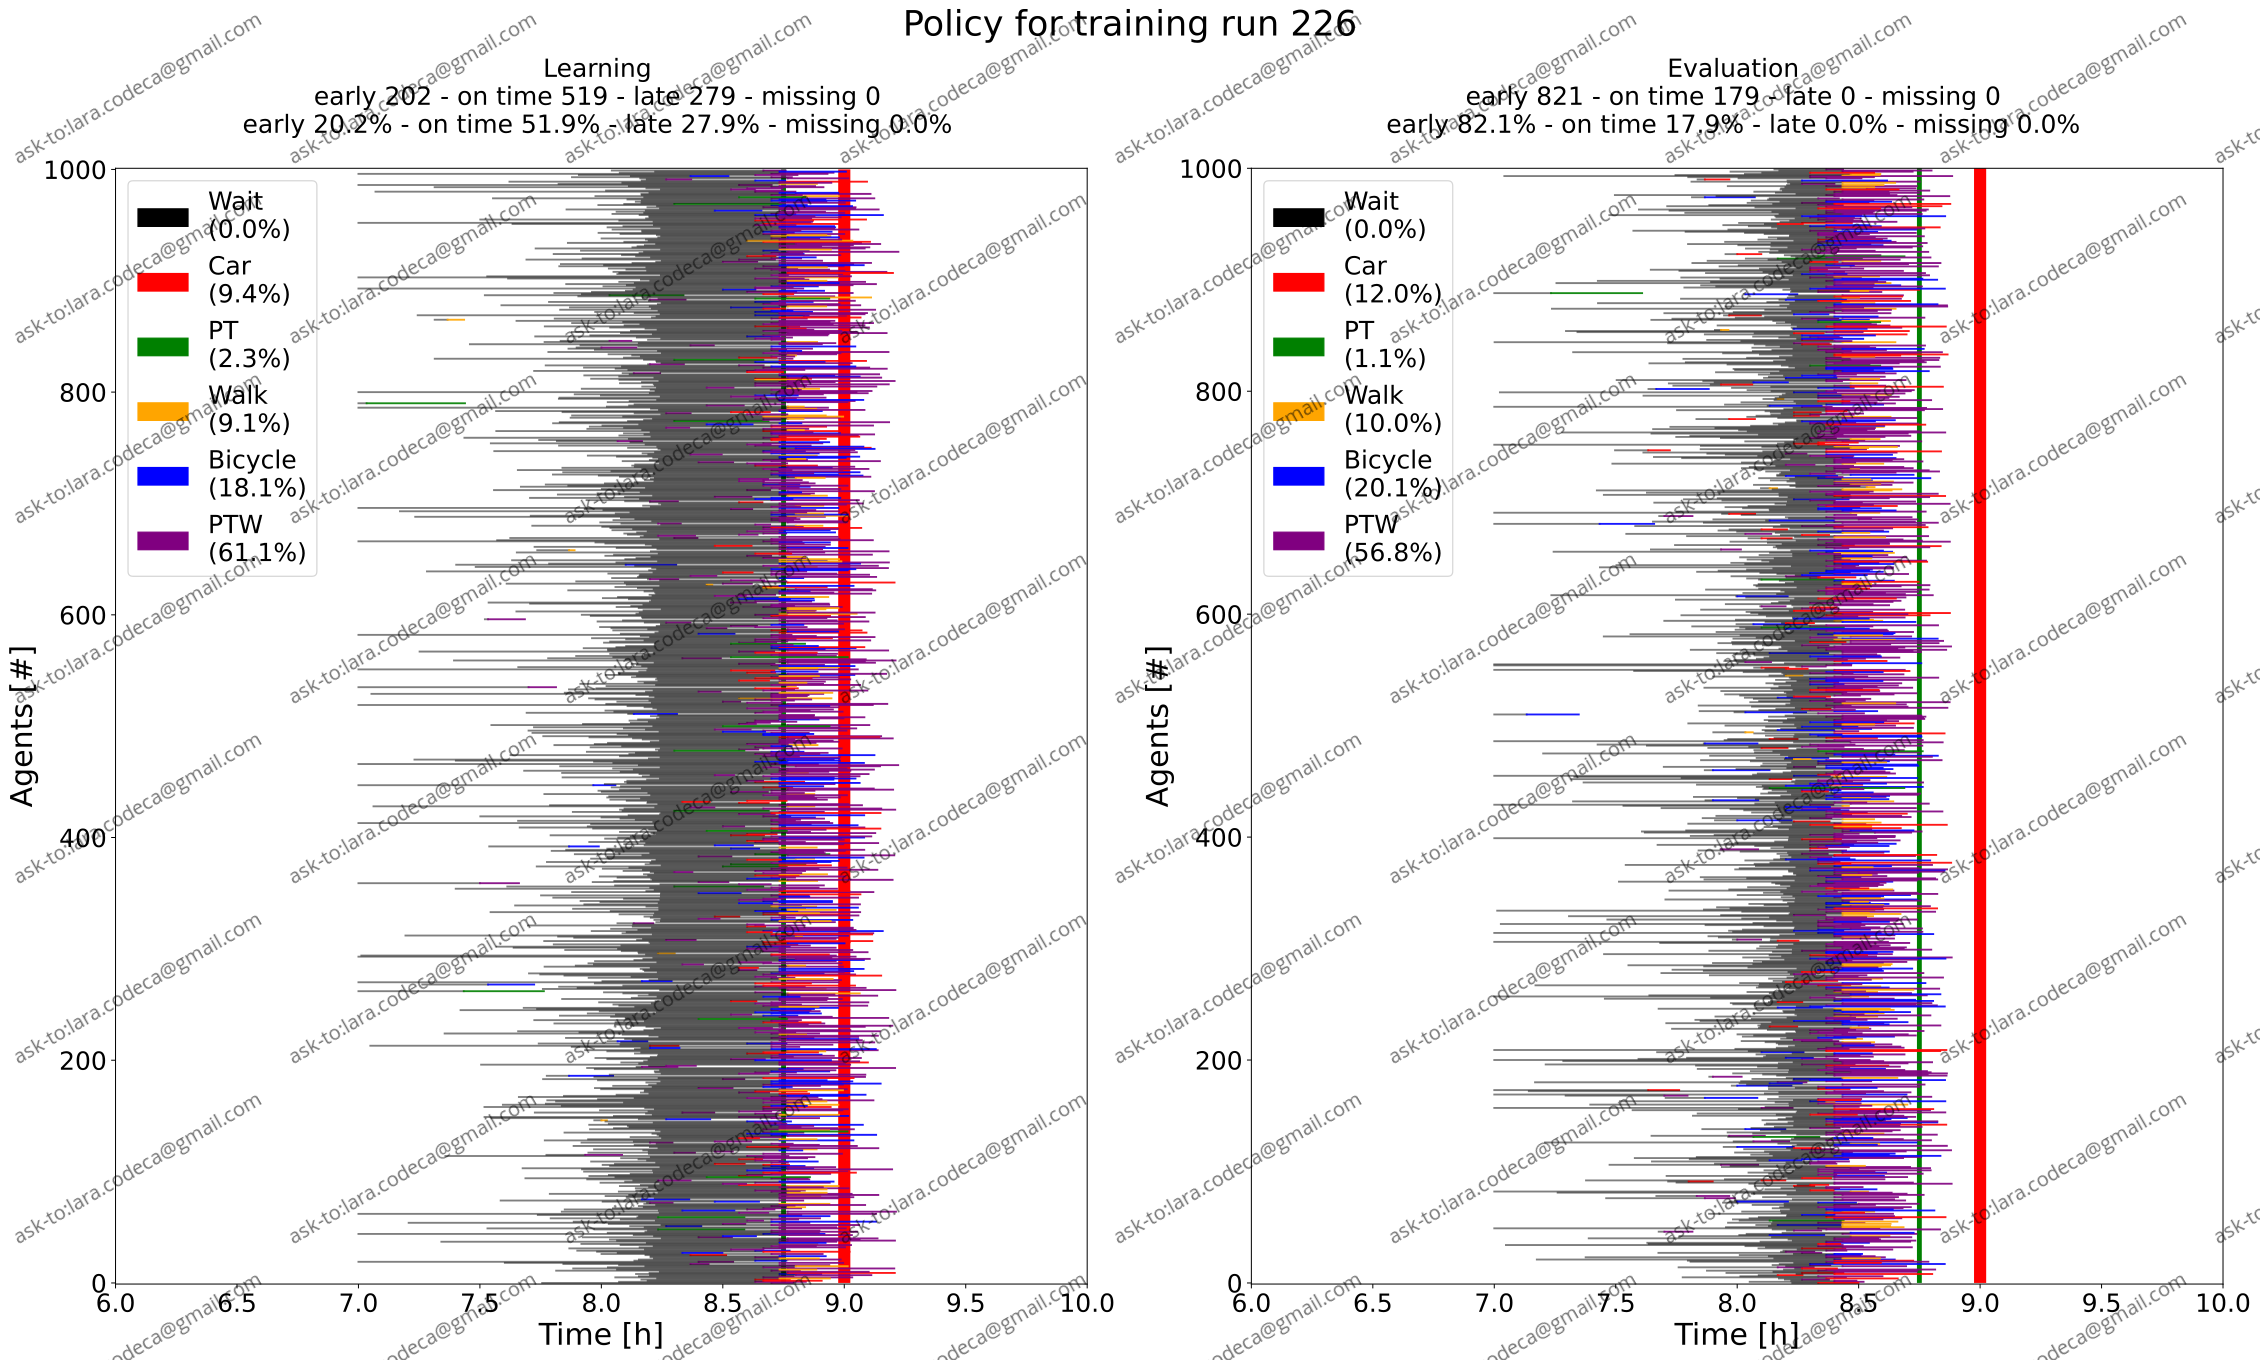 Policy for training run 226
Learning
early 202 - on time 519 - late 279 - missing 0
early 20.2% - on time 51.9% - late 27.9% - missing 0.0%
1000
800
600
400
200
0
Agents [#]
Wait
(0.0%)
Car
(9.4%)
PT
(2.3%)
Walk
(9.1%)
Bicycle
(18.1%)
PTW
(61.1%)
6.0 6.5 7.0 7.5 8.0 8.5 9.0 9.5 10.0
Time [h]
Evaluation
early 821 - on time 179 - late 0 - missing 0
early 82.1% - on time 17.9% - late 0.0% - missing 0.0%
1000
800
600
400
200
0
Agents [#]
Wait
(0.0%)
Car
(12.0%)
PT
(1.1%)
Walk
(10.0%)
Bicycle
(20.1%)
PTW
(56.8%)
6.0 6.5 7.0 7.5 8.0 8.5 9.0 9.5 10.0
Time [h]
ask-to:lara.codeca@gmail.com